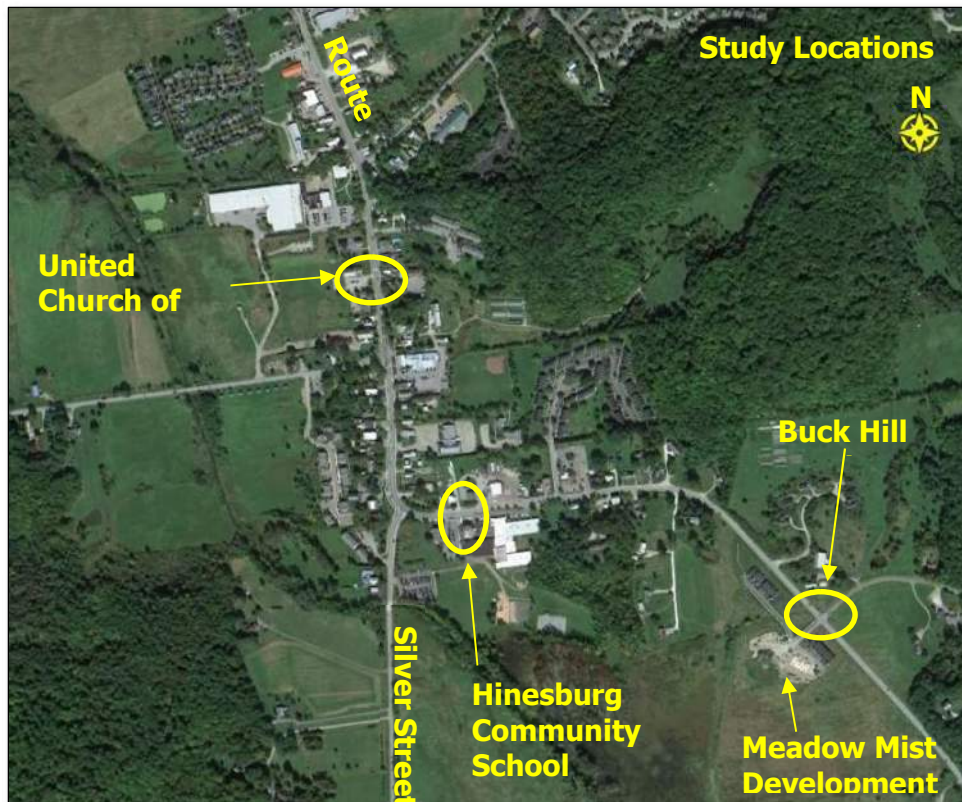 Study Locations
N
Route
United
Church of
Buck Hill
Silver Street
Hinesburg
Community
School
Meadow Mist
Development